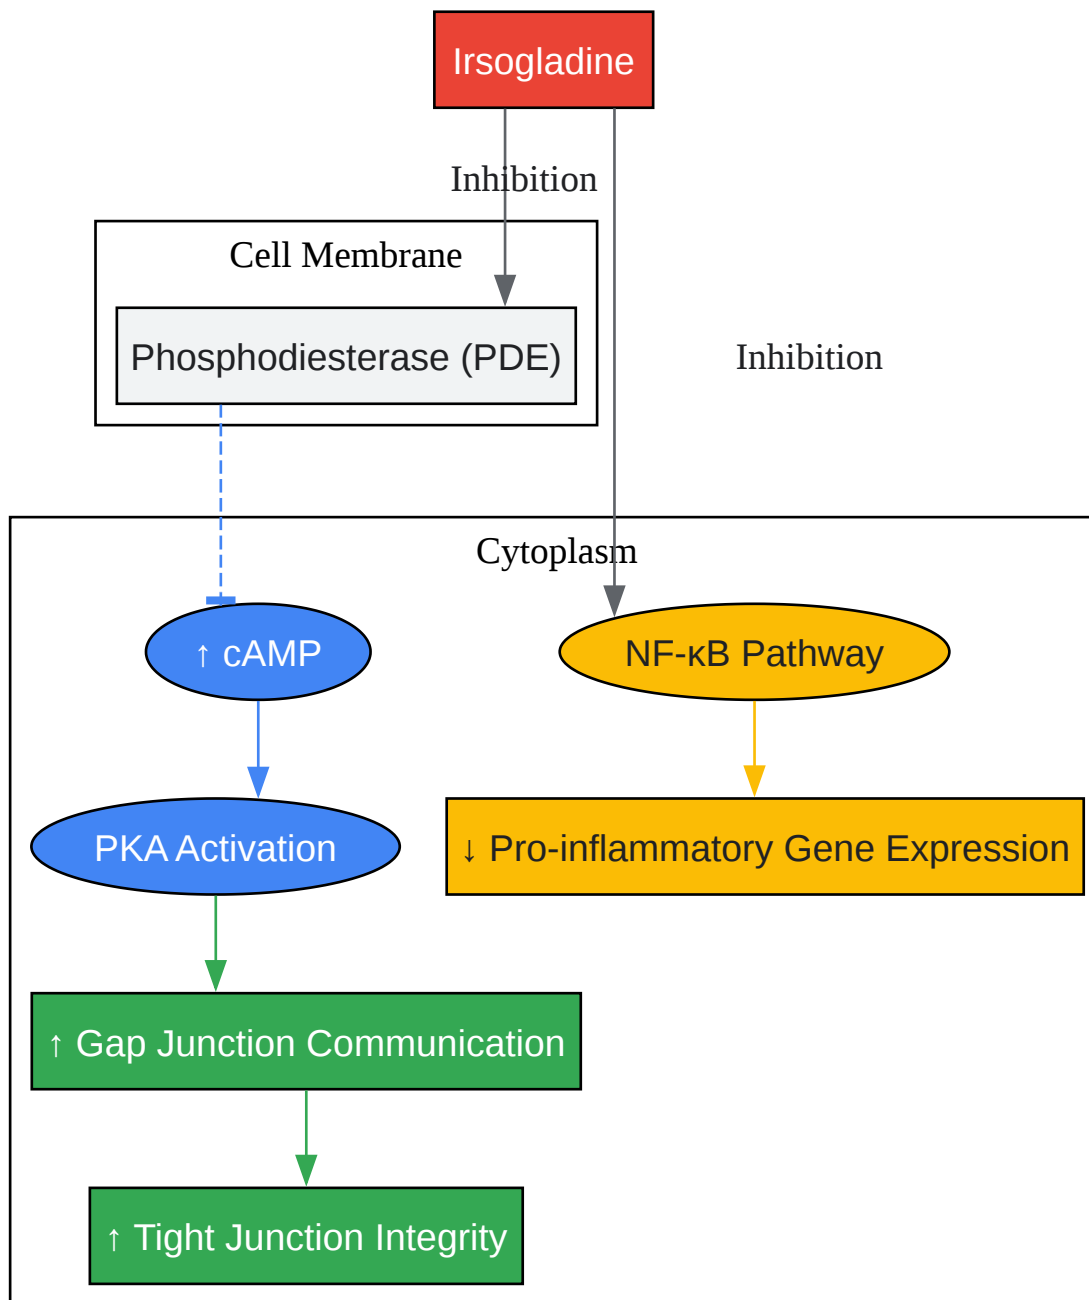 Irsogladine
Inhibition
Cell Membrane
Phosphodiesterase (PDE)
Inhibition
Cytoplasm
↑ cAMP
NF-κB Pathway
PKA Activation
↓ Pro-inflammatory Gene Expression
↑ Gap Junction Communication
↑ Tight Junction Integrity